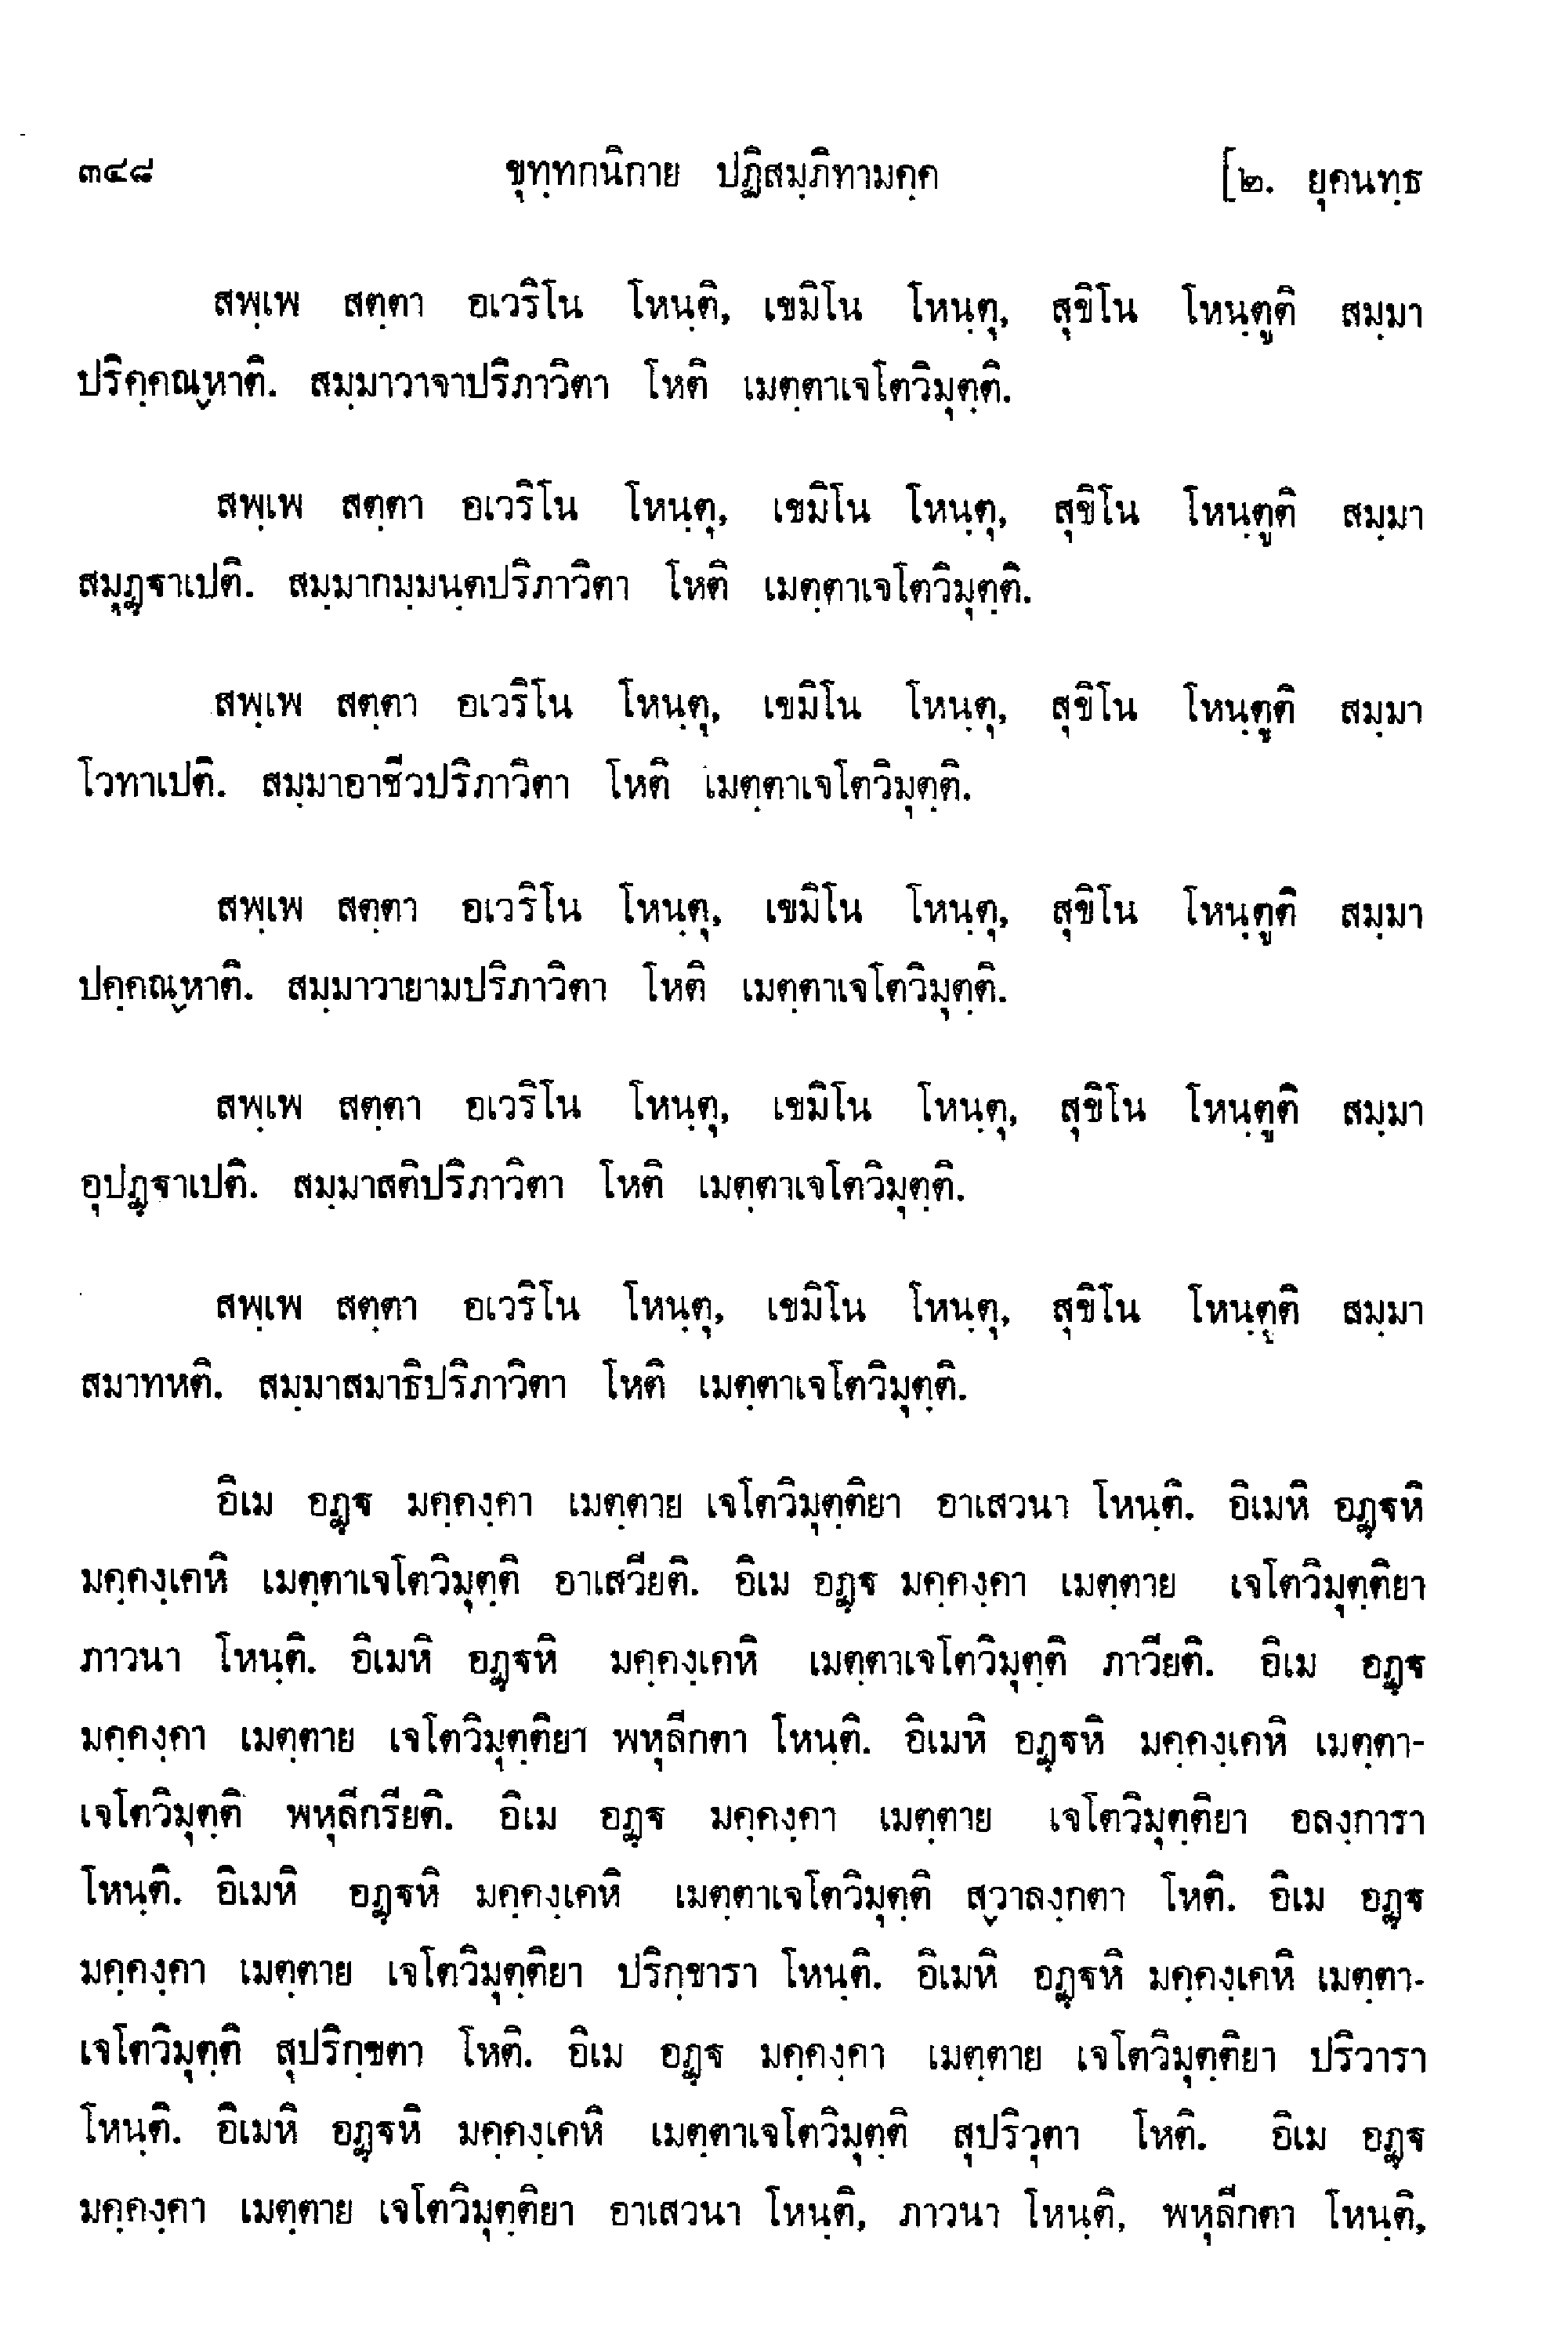 ๓๔๘ ขุทฺทกนิกาย ปฏิสมฺภิทามคฺค [๒. ยุคนทฺธ
สพฺเพ สตฺตา อเวริโน โหนฺติ, เขมิโน โหนฺตุ, สุขิโน โหนฺตูติ สมฺมา
ปริคฺคณฺหาติ. สมฺมาวาจาปริภาวิตา โหติ เมตฺตาเจโตวิมุตฺติ.
สพฺเพ สตฺตา อเวริโน โหนฺตุ, เขมิโน โหนฺตุ, สุขิโน โหนฺตูติ สมฺมา
สมุฏฺฐาเปติ. สมฺมากมฺมนฺตปริภาวิตา โหติ เมตฺตาเจโตวิมุตฺติ.
สพฺเพ สตฺตา อเวริโน โหนฺตุ, เขมิโน โหนฺตุ, สุขิโน โหนฺตูติ สมฺมา
โวทาเปติ. สมฺมาอาชีวปริภาวิตา โหติ เมตฺตาเจโตวิมุตฺติ.
สพฺเพ สตฺตา อเวริโน โหนฺตุ, เขมิโน โหนฺตุ, สุขิโน โหนฺตูติ สมฺมา
ปคฺคณฺหาติ. สมฺมาวายามปริภาวิตา โหติ เมตฺตาเจโตวิมุตฺติ.
สพฺเพ สตฺตา อเวริโน โหนฺตุ, เขมิโน โหนฺตุ, สุขิโน โหนฺตูติ สมฺมา
อุปฏฺฐาเปติ. สมฺมาสติปริภาวิตา โหติ เมตฺตาเจโตวิมุตฺติ.
สพฺเพ สตฺตา อเวริโน โหนฺตุ, เขมิโน โหนฺตุ, สุขิโน โหนฺตูติ สมฺมา
สมาทหติ. สมฺมาสมาธิปริภาวิตา โหติ เมตฺตาเจโตวิมุตฺติ.
อิเม อฏฺฐ มคฺคงฺคา เมตฺตาย เจโตวิมุตฺติยา อาเสวนา โหนฺติ. อิเมหิ อฏฺฐหิ
มคฺคงฺเคหิ เมตฺตาเจโตวิมุตฺติ อาเสวียติ. อิเม อฏฺฐ มคฺคงฺคา เมตฺตาย เจโตวิมุตฺติยา
ภาวนา โหนฺติ. อิเมหิ อฏฺฐหิ มคฺคงฺเคหิ เมตฺตาเจโตวิมุตฺติ ภาวียติ. อิเม อฏฺฐ
มคฺคงฺคา เมตฺตาย เจโตวิมุตฺติยา พหุลีกตา โหนฺติ. อิเมหิ อฏฺฐหิ มคฺคงฺเคหิ เมตฺตา-
เจโตวิมุตฺติ พหุลีกรียติ. อิเม อฏฺฐ มคฺคงฺคา เมตฺตาย เจโตวิมุตฺติยา อลงฺการา
โหนฺติ. อิเมหิ อฏฺฐหิ มคฺคงฺเคหิ เมตฺตาเจโตวิมุตฺติ สฺวาลงฺกตา โหติ. อิเม อฏฺฐ
มคฺคงฺคา เมตฺตาย เจโตวิมุตฺติยา ปริกฺขารา โหนฺติ. อิเมหิ อฏฺฐหิ มคฺคงฺเคหิ เมตฺตา-
เจโตวิมุตฺติ สุปริกฺขตา โหติ. อิเม อฏฺฐ มคฺคงฺคา เมตฺตาย เจโตวิมุตฺติยา ปริวารา
โหนฺติ. อิเมหิ อฏฺฐหิ มคฺคงฺเคหิ เมตฺตาเจโตวิมุตฺติ สุปริวุตา โหติ. อิเม อฏฺฐ
มคฺคงฺคา เมตฺตาย เจโตวิมุตฺติยา อาเสวนา โหนฺติ, ภาวนา โหนฺติ, พหุลีกตา โหนฺติ,